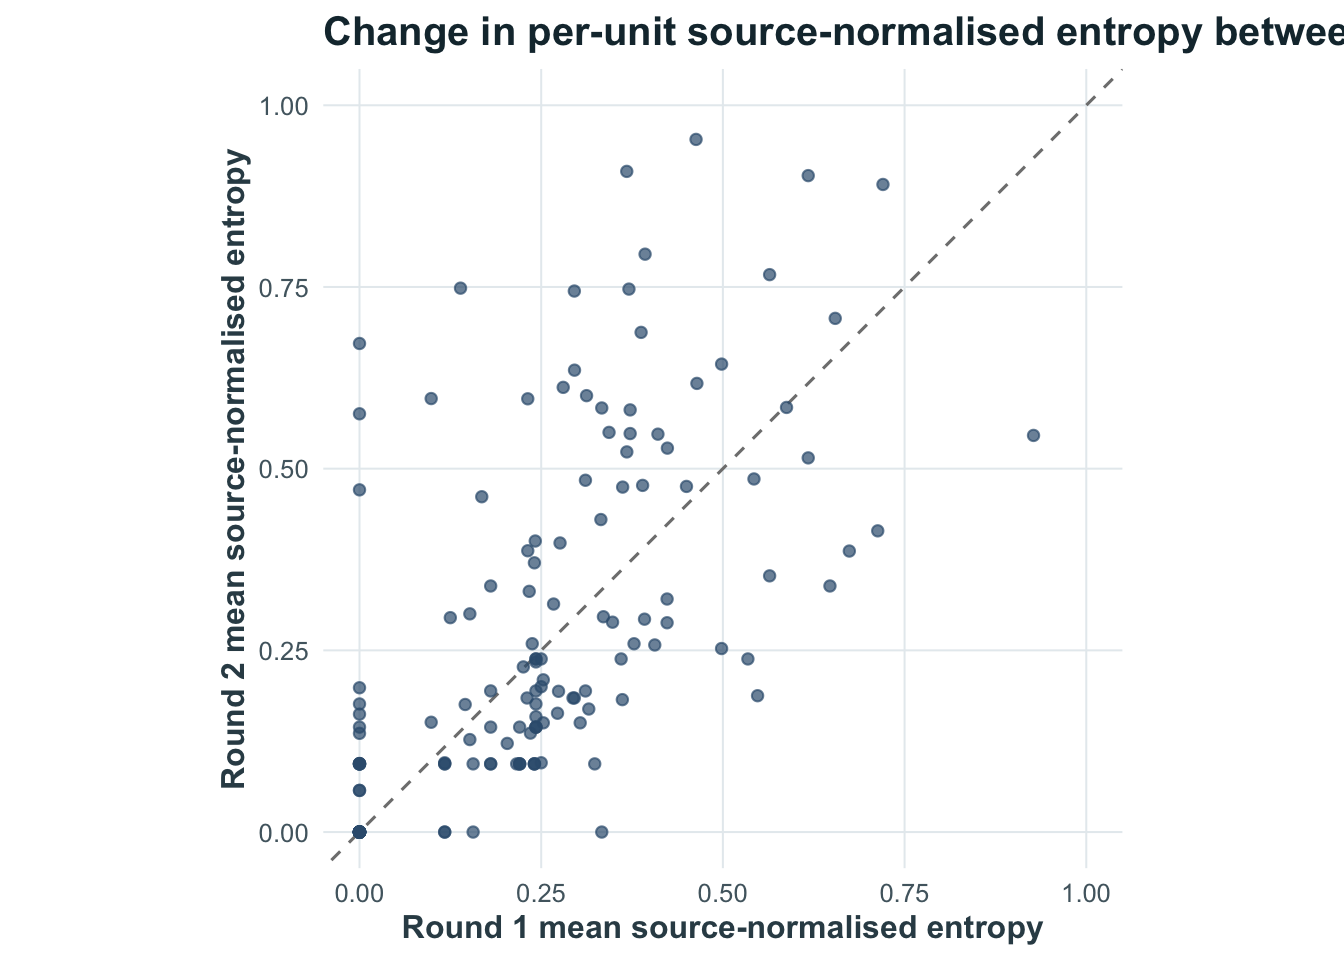 Change in per-unit source-normalised entropy betwee
Round 2 mean source-normalised entropy
1.00
0.75
0.50
0.25
0.00
0.00 0.25 0.50 0.75 1.00
Round 1 mean source-normalised entropy